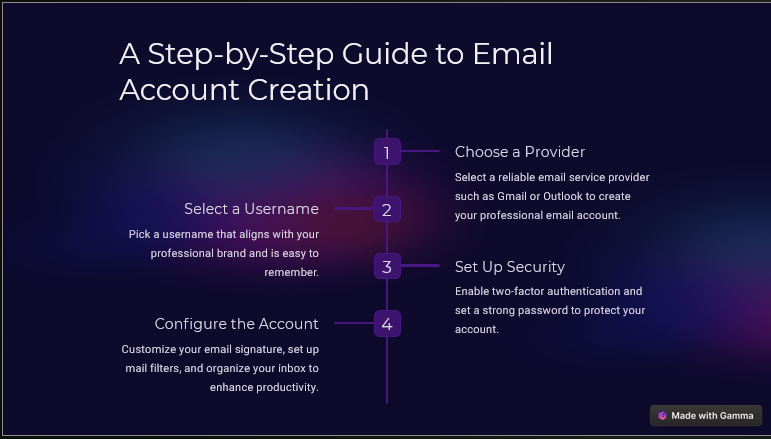 A Step-by-Step Guide to Email
Account Creation
1
Choose a Provider
Select a reliable email service provider
such as Gmail or Outlook to create
your professional email account.
2
Select a Username
Pick a username that aligns with your
professional brand and is easy to
remember.
3
Set Up Security
Enable two-factor authentication and
set a strong password to protect your
account.
4
Configure the Account
Customize your email signature, set up
mail filters, and organize your inbox to
enhance productivity.
Made with Gamma